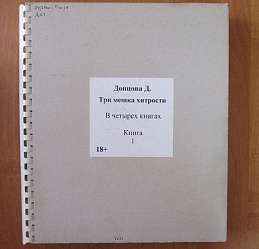 Донцова Д.
Три мешка хитрости
В четырех книгах
Книга
1
18+